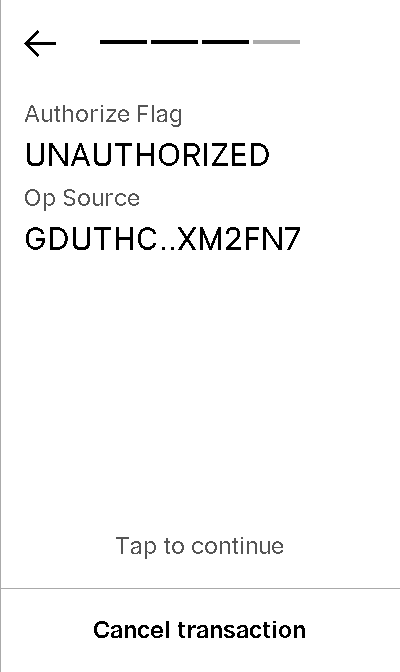 Authorize Flag
UNAUTHORIZED
Op Source
GDUTHC..XM2FN7
Tap to continue
Cancel transaction